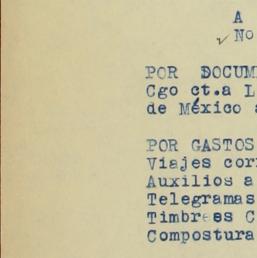 A
No
POR DOCUM
Cgo ct.a L
de México a
POR GASTOS
Viajes cor
Auxilios a
Telegramas
Timbres C
Compostura